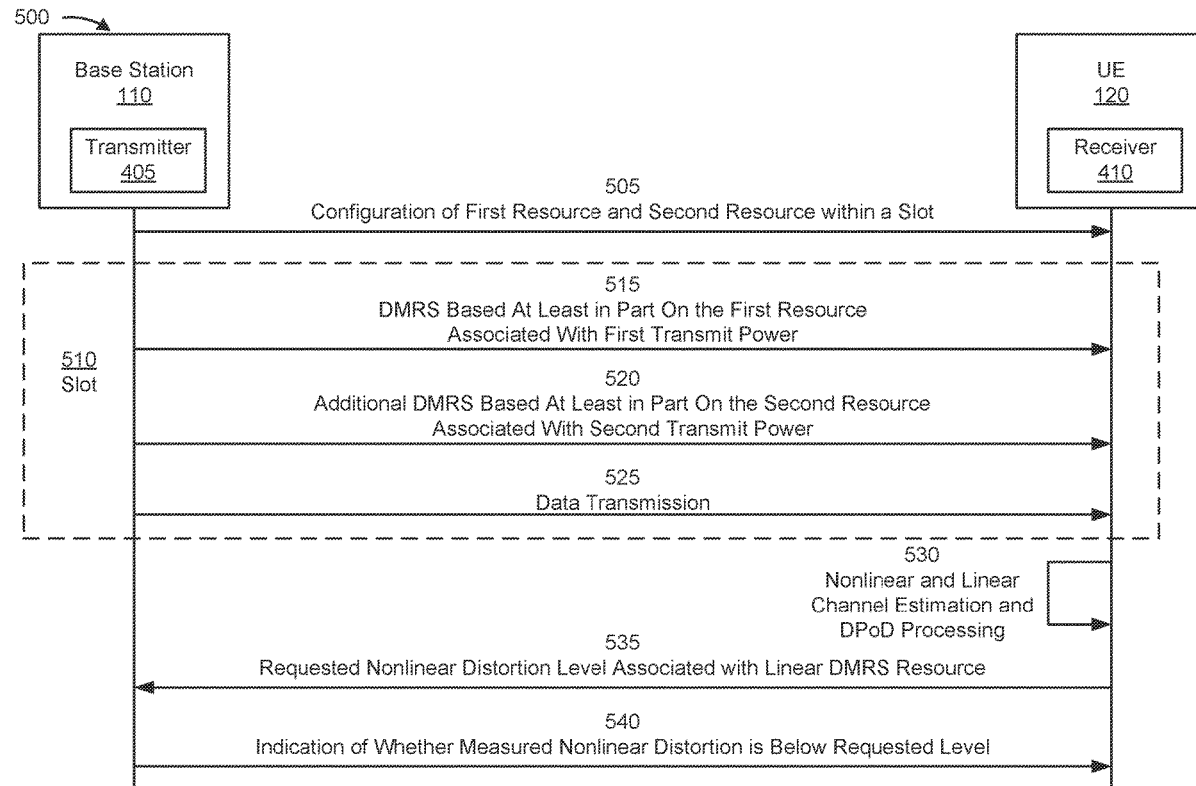 500
Base Station
110
Transmitter
405
UE
120
Receiver
410
505
Configuration of First Resource and Second Resource within a Slot
510
Slot
515
DMRS Based At Least in Part On the First Resource
Associated With First Transmit Power
520
Additional DMRS Based At Least in Part On the Second Resource
Associated With Second Transmit Power
525
Data Transmission
530
Nonlinear and Linear
Channel Estimation and
DPoD Processing
535
Requested Nonlinear Distortion Level Associated with Linear DMRS Resource
540
Indication of Whether Measured Nonlinear Distortion is Below Requested Level